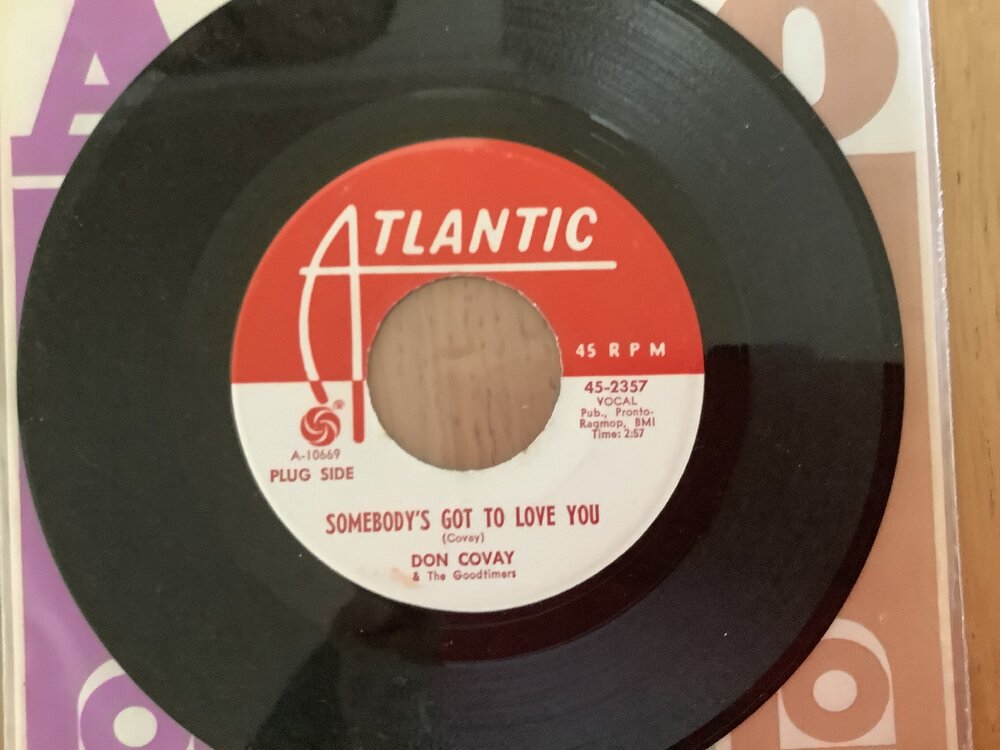 ATLANTIC
45 RPM
45-2357
VOCAL
Pub., Pronto-
Ragmop, BMI
Time: 2:57
A-10669
PLUG SIDE
SOMEBODY'S GOT TO LOVE YOU
(Covay)
DON COVAY
& The Goodtimers